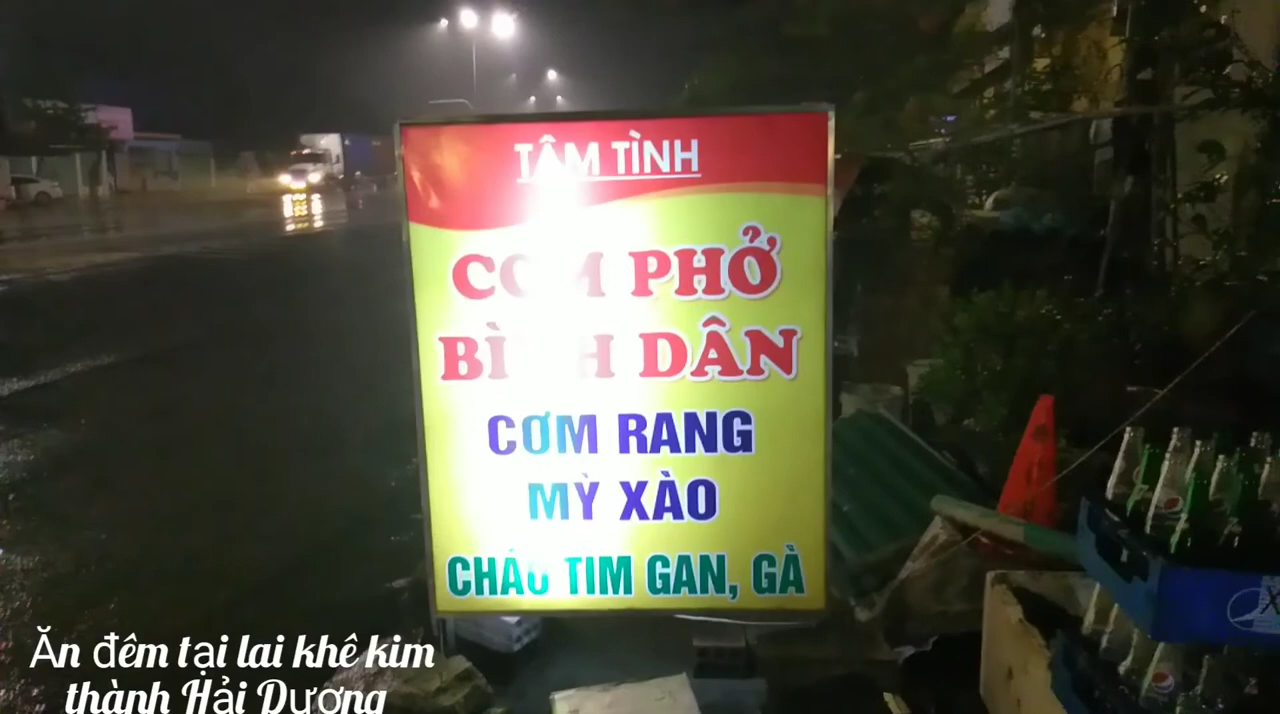 TÂM TÌNH
CƠM PHỞ
BÌNH DÂN
CƠM RANG
MỲ XÀO
CHÁO TIM GAN, GÀ
Ăn đêm tại lai khê kim
thành Hải Dương